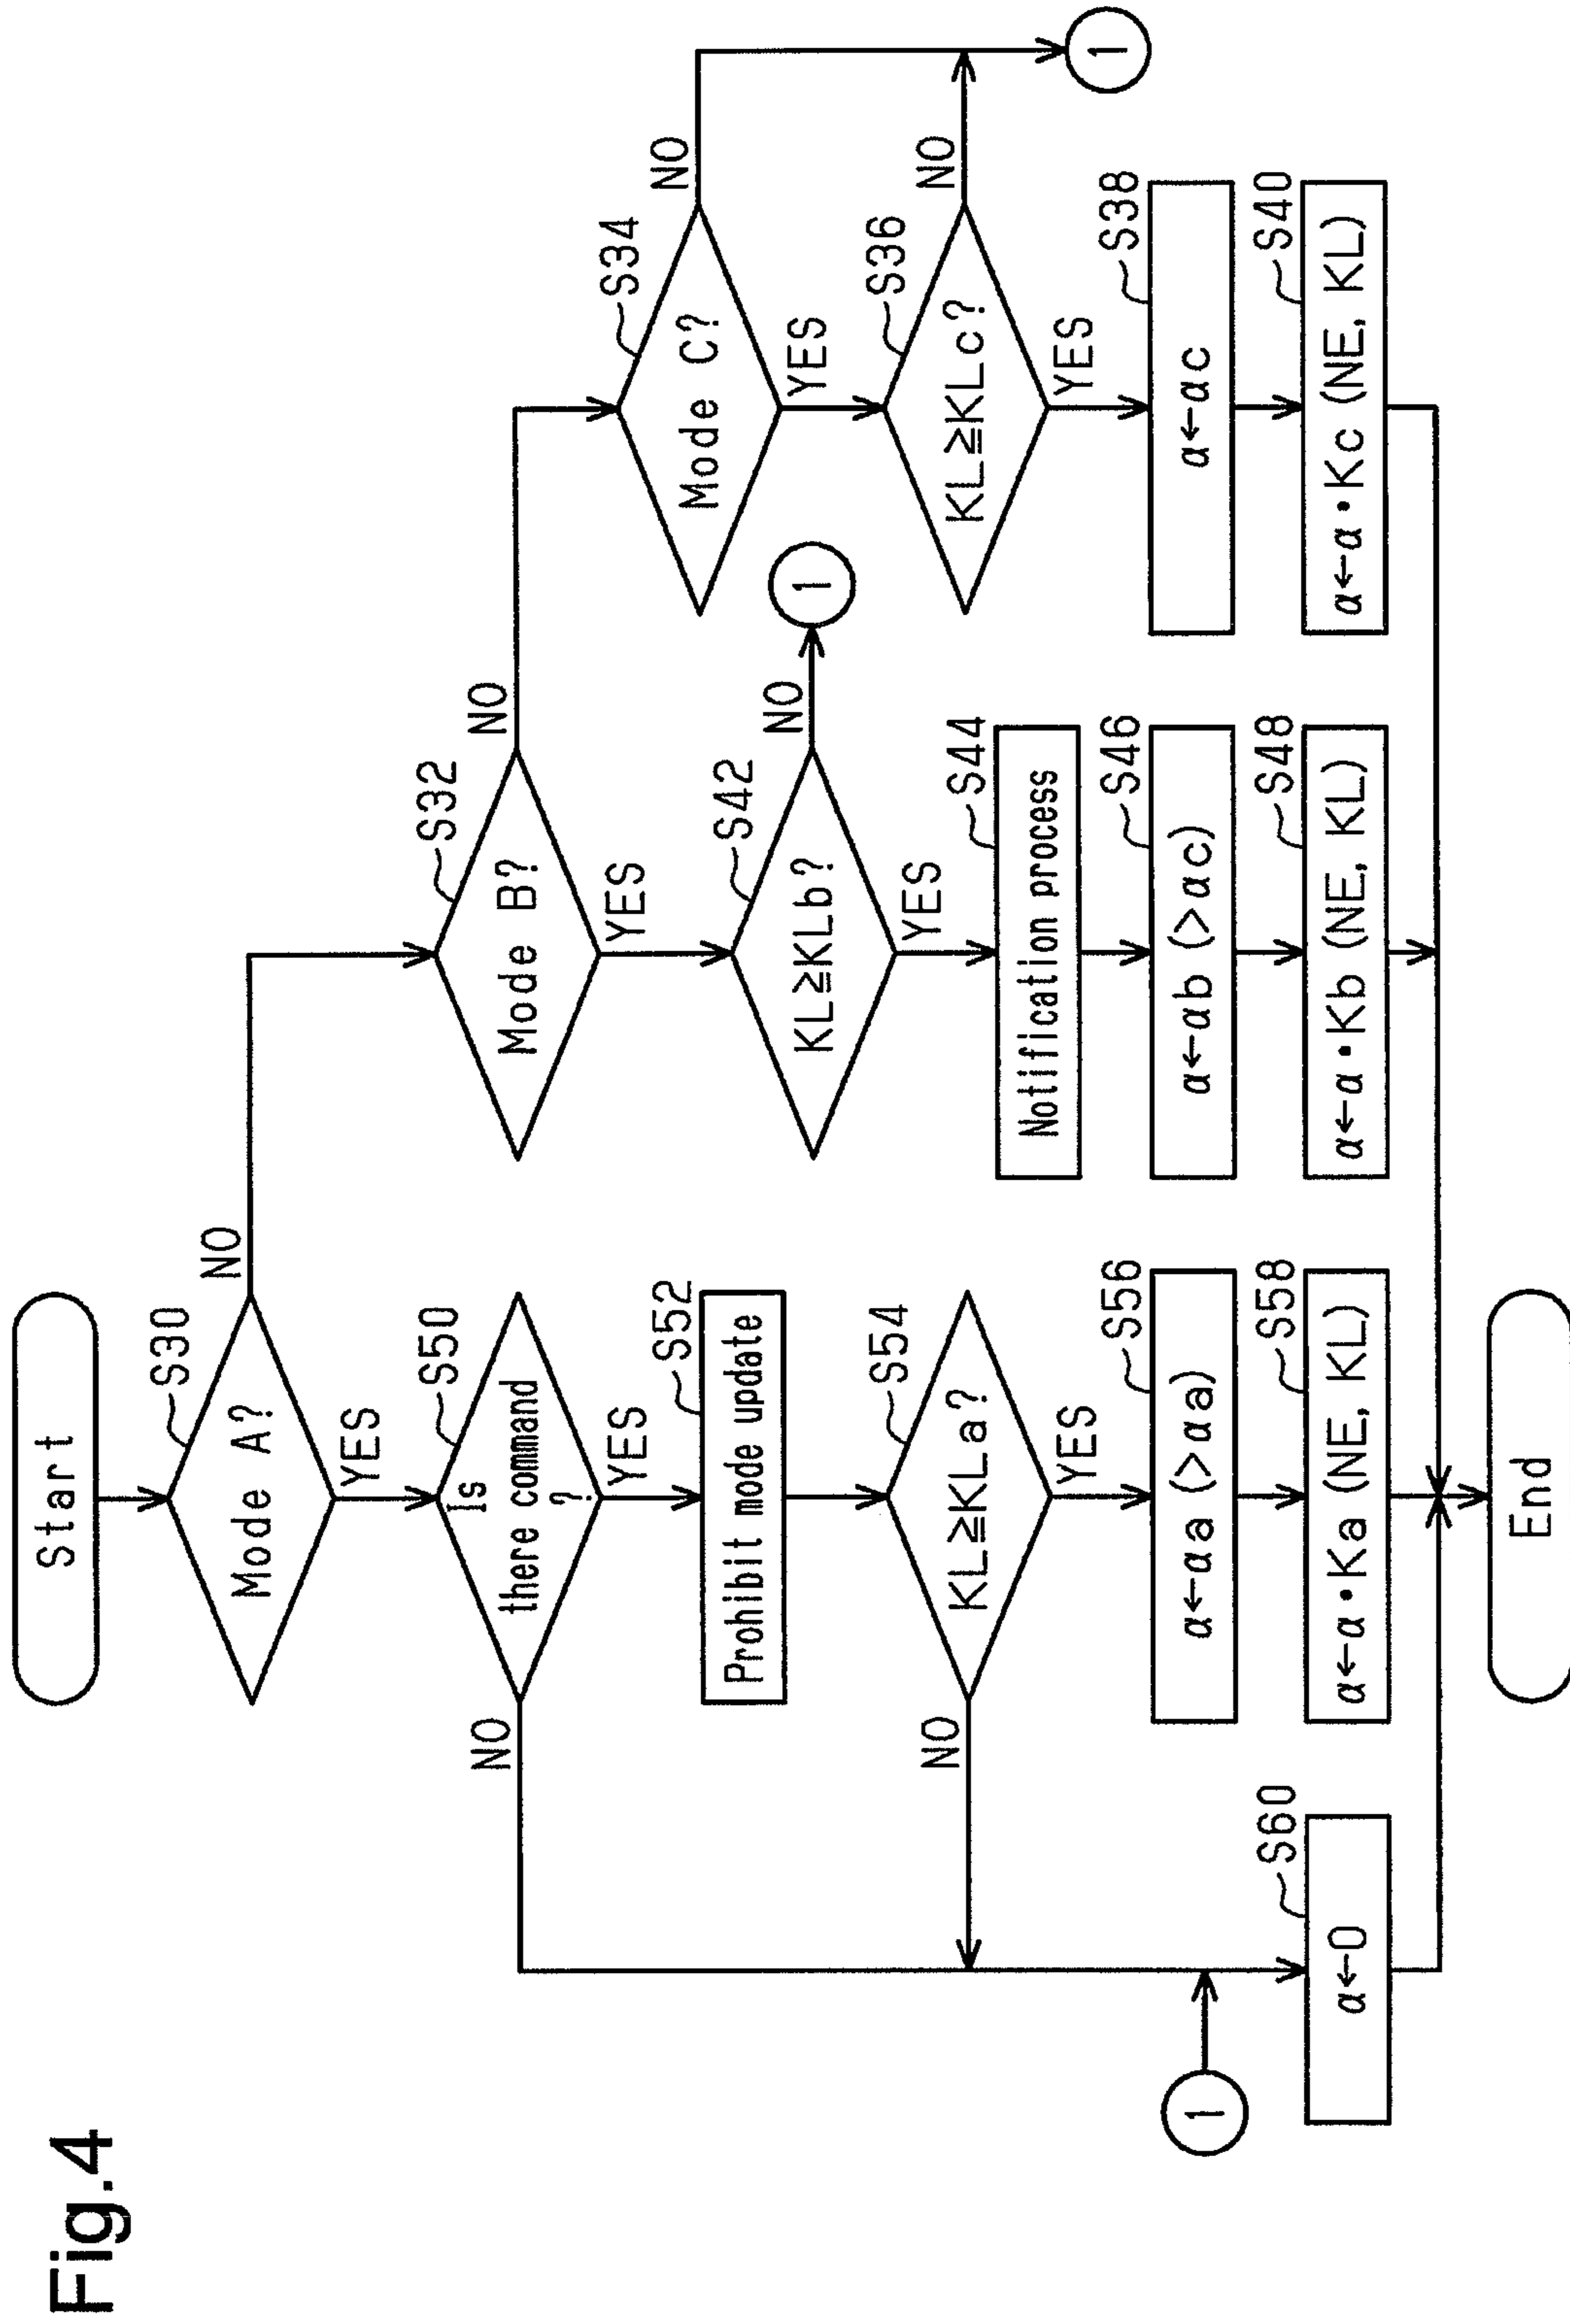 Fig.4
Start
S30
Mode A?
NO
YES
S50
Is
there command
?
NO
YES
S52
Prohibit mode update
S54
KL≧KLa?
NO
YES
S56
α←αa (>αa)
S58
α←α•Ka (NE, KL)
1
S60
α←0
S32
Mode B?
NO
YES
S42
KL≧KLb?
NO
1
YES
S44
Notification process
S46
α←αb (>αc)
S48
α←α•Kb (NE, KL)
S34
Mode C?
NO
YES
S36
KL≧KLc?
NO
1
YES
S38
α←αc
S40
α←α•Kc (NE, KL)
End